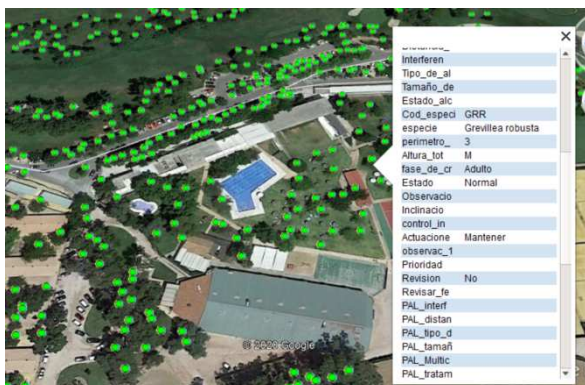 Interferen
Tipo_de_al
Tamaño_de
Estado_alc
Cod_especi GRR
especie Grevillea robusta
perimetro_ 3
Altura_tot M
fase_de_cr Adulto
Estado Normal
Observacio
Inclinacio
control_in
Actuacione Mantener
observac_1
Prioridad
Revision No
Revisar_fe
PAL_interf
PAL_distan
PAL_tipo_d
PAL_tamañ
PAL_Multic
PAL_tratam
Google